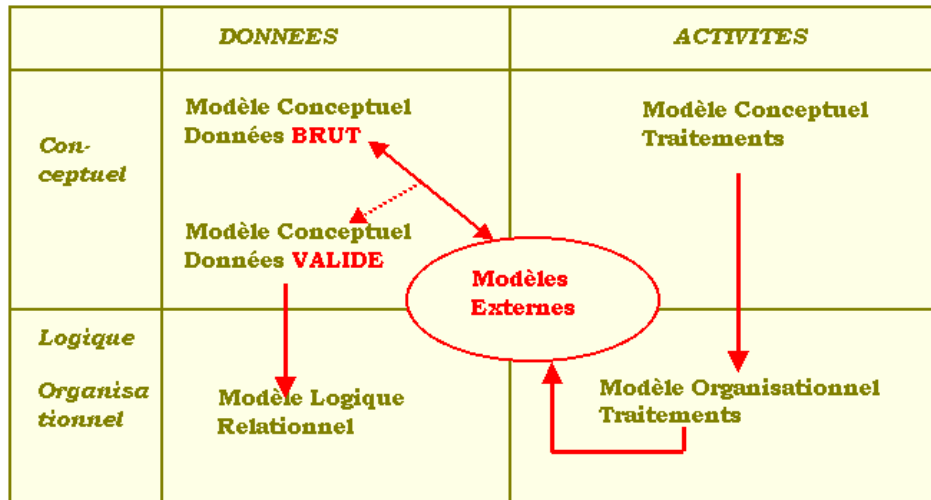 DONNEES
ACTIVITES
Con-
ceptuel
Modèle Conceptuel
Données BRUT
Modèle Conceptuel
Données VALIDE
Modèle Conceptuel
Traitements
Modèles
Externes
Logique
Organisa
tionnel
Modèle Logique
Relationnel
Modèle Organisationnel
Traitements